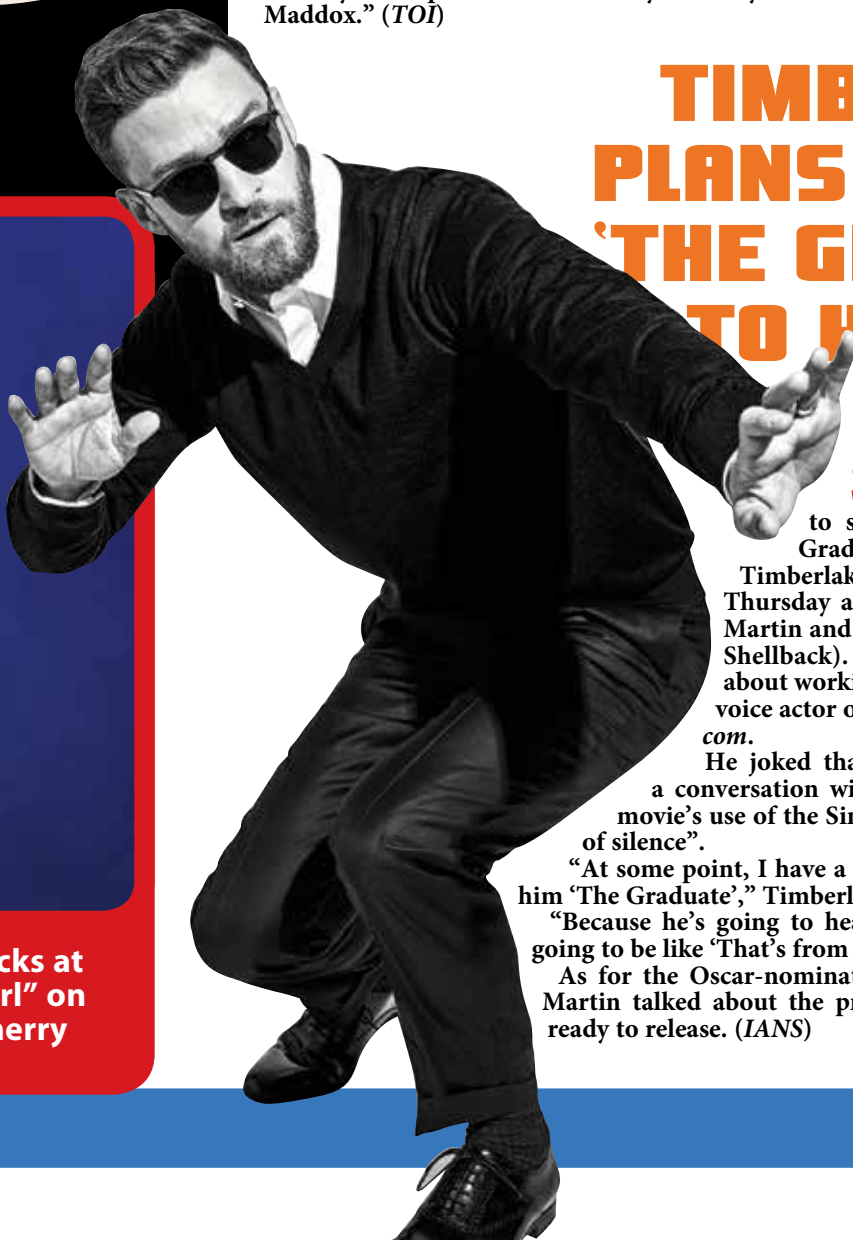 Maddox.” (TOI)
TIMB
PLANS
‘THE G
TO
to s
Grad
Timberlak
Thursday a
Martin and
Shellback).
about worki
voice actor o
com.
He joked tha
a conversation wi
movie’s use of the Sin
of silence”.
“At some point, I have a
him ‘The Graduate’,” Timberl
“Because he’s going to hea
going to be like ‘That’s from
As for the Oscar-nominat
Martin talked about the pr
ready to release. (IANS)
cks at
rl” on
herry